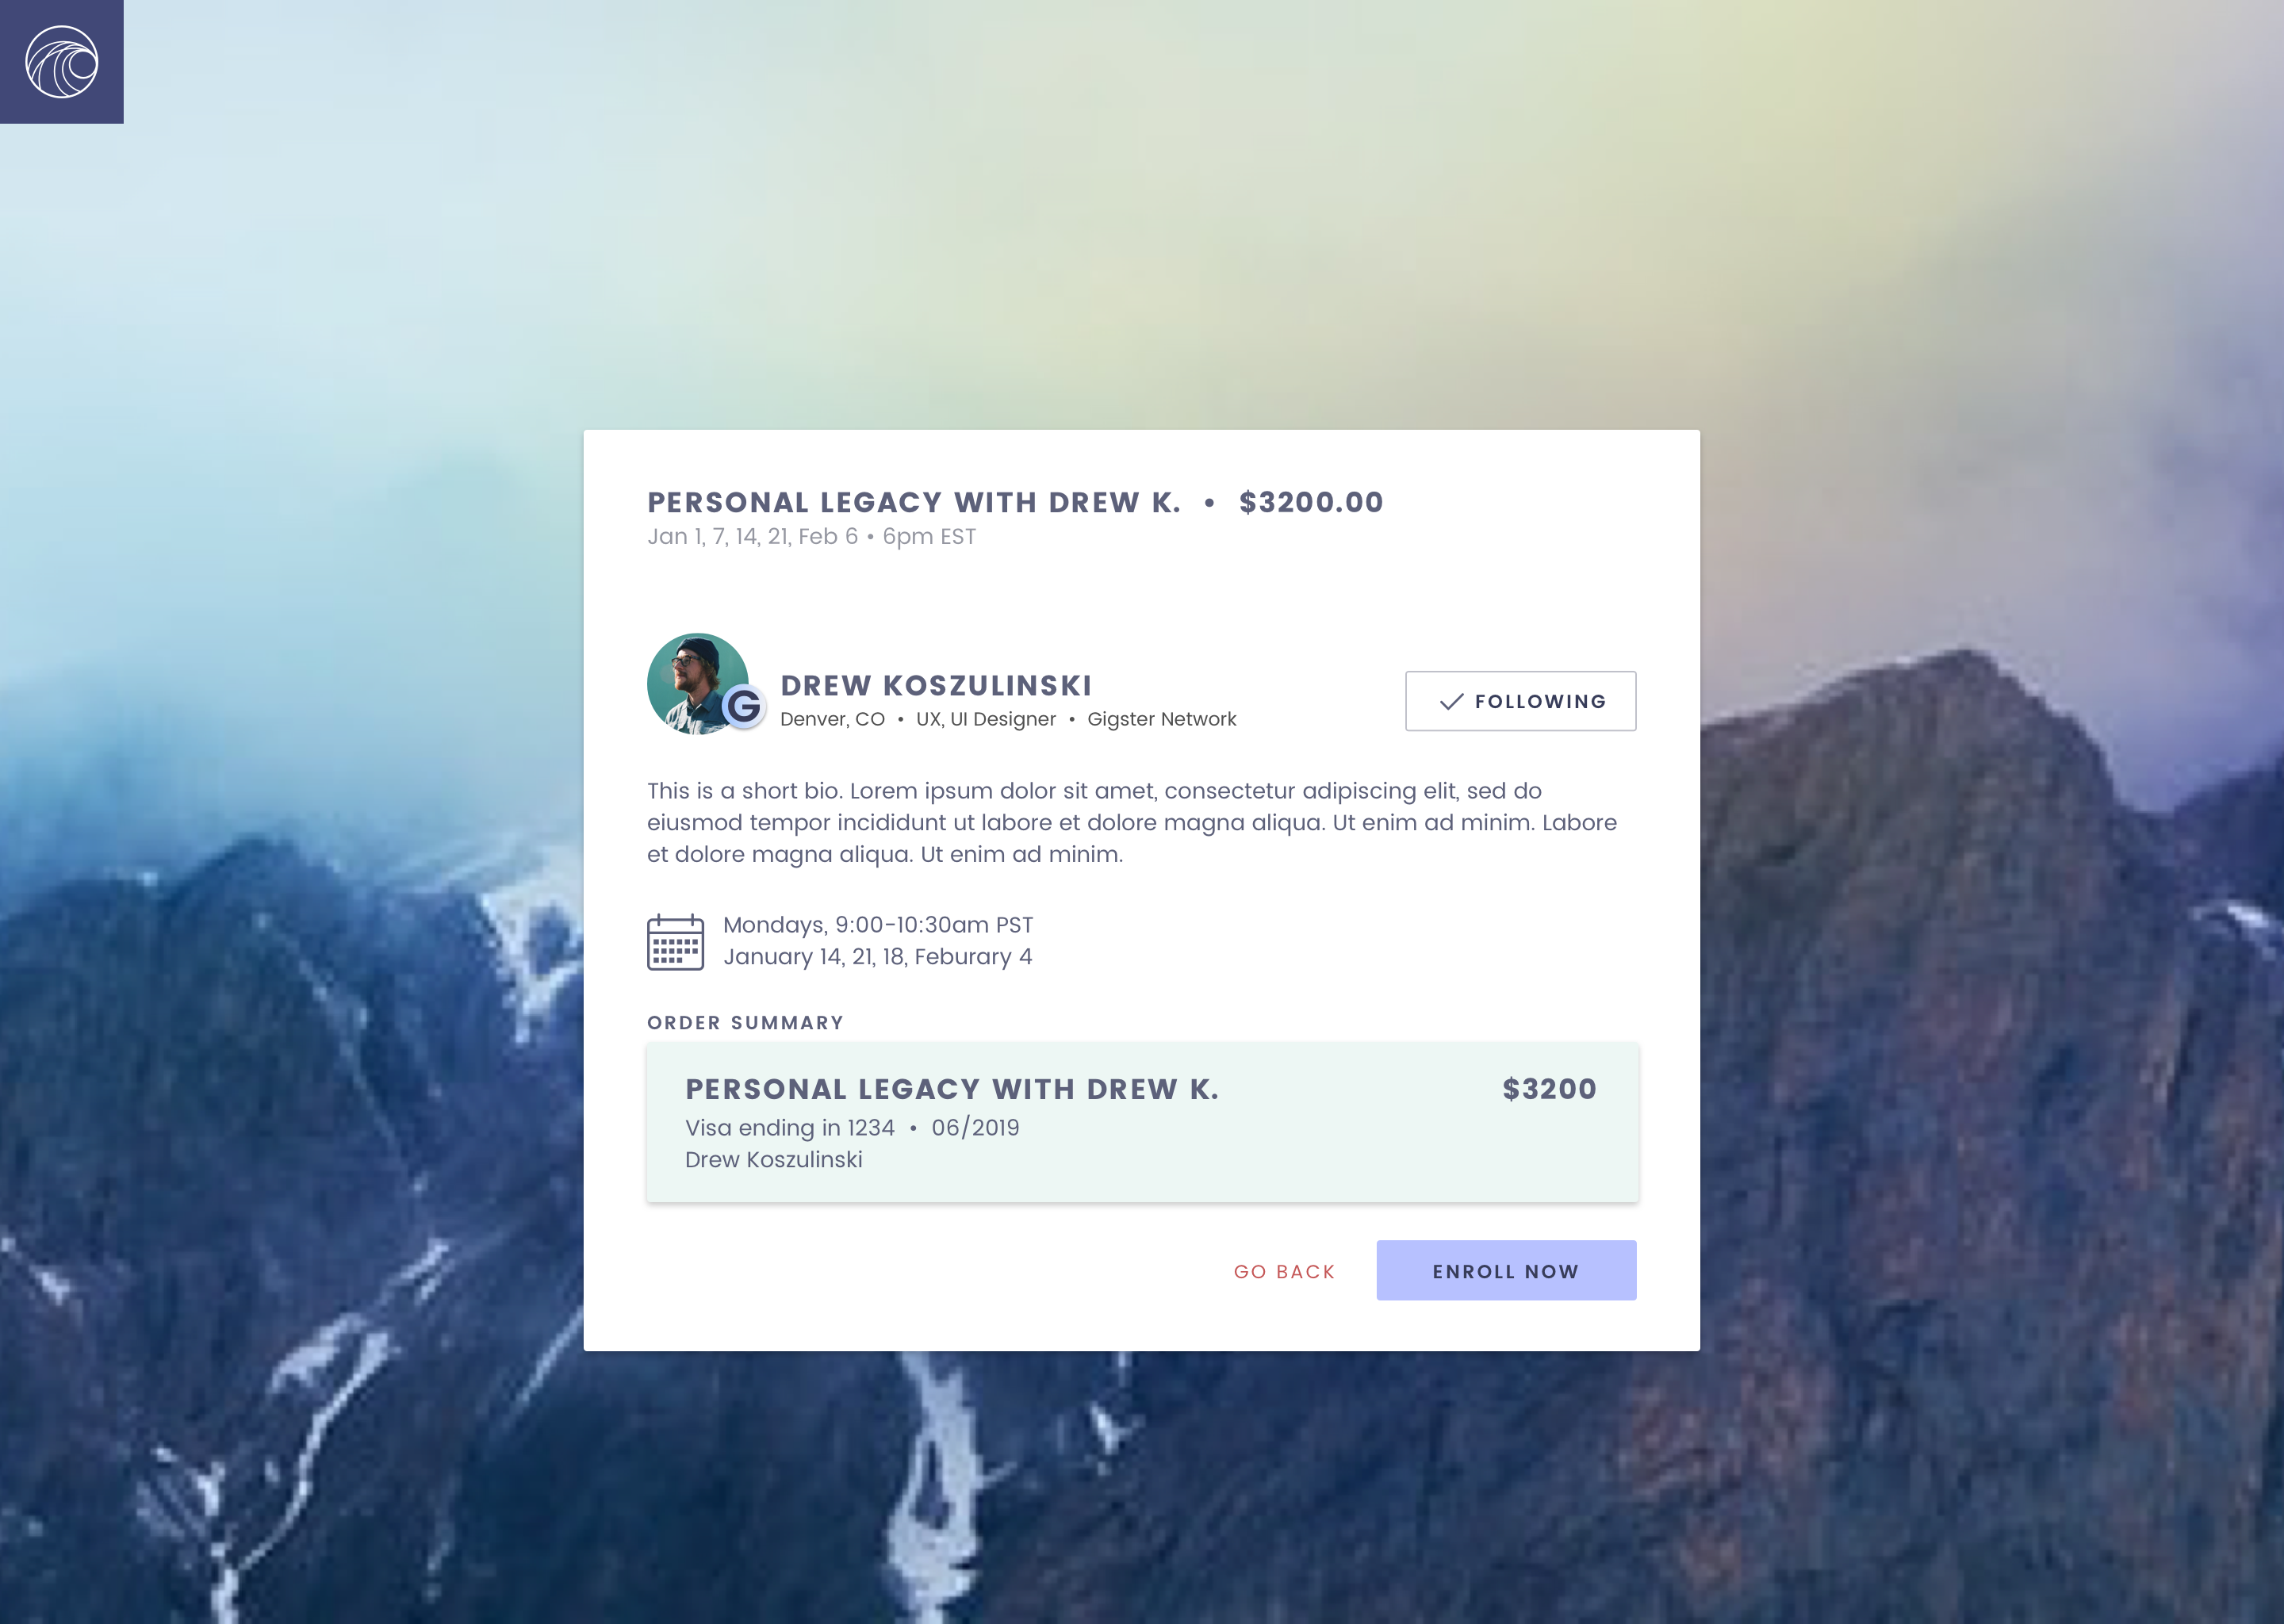 PERSONAL LEGACY WITH DREW K. • $3200.00
Jan 1, 7, 14, 21, Feb 6 • 6pm EST
G
DREW KOSZULINSKI
Denver, CO • UX, UI Designer • Gigster Network
FOLLOWING
This is a short bio. Lorem ipsum dolor sit amet, consectetur adipiscing elit, sed do
eiusmod tempor incididunt ut labore et dolore magna aliqua. Ut enim ad minim. Labore
et dolore magna aliqua. Ut enim ad minim.
Mondays, 9:00-10:30am PST
January 14, 21, 18, Feburary 4
ORDER SUMMARY
PERSONAL LEGACY WITH DREW K. $3200
Visa ending in 1234 • 06/2019
Drew Koszulinski
GO BACK ENROLL NOW